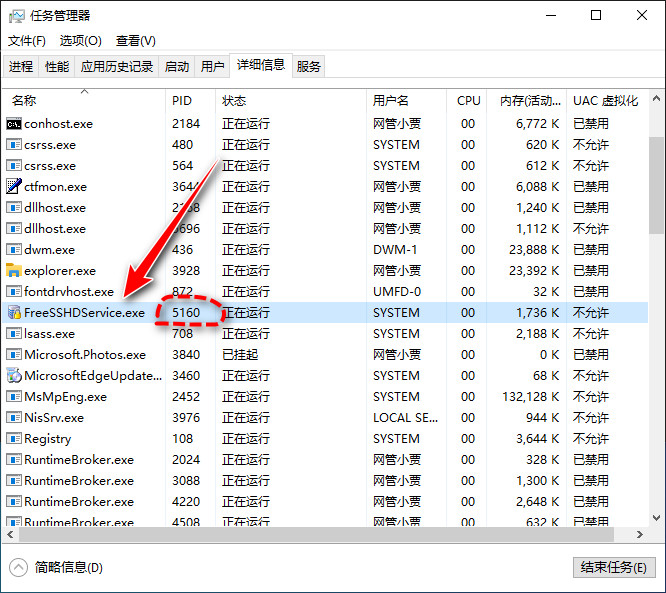 任务管理器
文件(F) 选项(O) 查看(V)
进程 性能 应用历史记录 启动 用户 详细信息 服务
名称 PID 状态 用户名 CPU 内存(活动... UAC 虚拟化
conhost.exe 2184 正在运行 网管小贾 00 6,772 K 已禁用
csrss.exe 480 正在运行 SYSTEM 00 620 K 不允许
csrss.exe 564 正在运行 SYSTEM 00 612 K 不允许
ctfmon.exe 3644 正在运行 网管小贾 00 6,088 K 已禁用
dllhost.exe 正在运行 网管小贾 00 1,240 K 已禁用
dllhost.exe 正在运行 网管小贾 00 1,112 K 不允许
dwm.exe 436 正在运行 DWM-1 00 23,888 K 已禁用
explorer.exe 3928 正在运行 网管小贾 00 23,392 K 已禁用
fontdrvhost.exe 872 正在运行 UMFD-0 00 32 K 已禁用
FreeSSHDService.exe 5160 正在运行 SYSTEM 00 1,736 K 不允许
lsass.exe 708 正在运行 SYSTEM 00 2,188 K 不允许
Microsoft.Photos.exe 3840 已挂起 网管小贾 00 0 K 已禁用
MicrosoftEdgeUpdate... 3460 正在运行 SYSTEM 00 68 K 不允许
MsMpEng.exe 2452 正在运行 SYSTEM 00 132,128 K 不允许
NisSrv.exe 3976 正在运行 LOCAL SE... 00 944 K 不允许
Registry 108 正在运行 SYSTEM 00 3,644 K 不允许
RuntimeBroker.exe 2024 正在运行 网管小贾 00 328 K 已禁用
RuntimeBroker.exe 3088 正在运行 网管小贾 00 1,300 K 已禁用
RuntimeBroker.exe 4220 正在运行 网管小贾 00 2,648 K 已禁用
RuntimeBroker.exe 4508 正在运行 网管小贾 00 632 K 已禁用
简略信息(D) 结束任务(E)